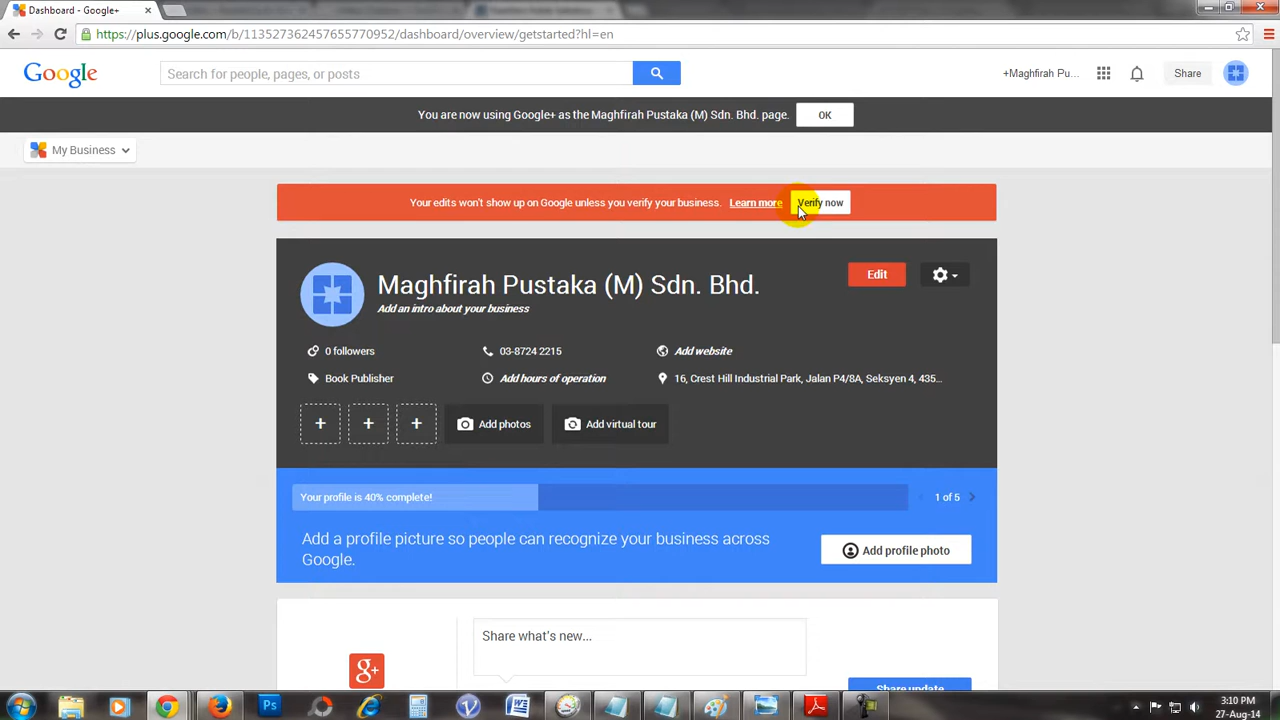 Dashboard - Google+
https://plus.google.com/b/113527362457655770952/dashboard/overview/getstarted?hl=en
Google
Search for people, pages, or posts
+Maghfirah Pu...
Share
You are now using Google+ as the Maghfirah Pustaka (M) Sdn. Bhd. page.
OK
My Business
Your edits won't show up on Google unless you verify your business. Learn more
Verify now
Maghfirah Pustaka (M) Sdn. Bhd.
Edit
Add an intro about your business
0 followers
03-8724 2215
Add website
Book Publisher
Add hours of operation
16, Crest Hill Industrial Park, Jalan P4/8A, Seksyen 4, 435...
+ + +
Add photos
Add virtual tour
Your profile is 40% complete!
1 of 5
Add a profile picture so people can recognize your business across
Google.
Add profile photo
Share what's new...
g+
Share update
3:10 PM
27-Aug-14